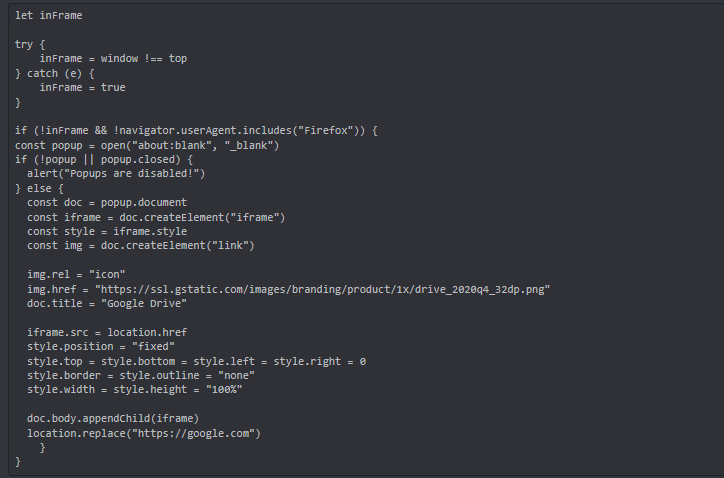 let inFrame

try {
    inFrame = window !== top
} catch (e) {
    inFrame = true
}

if (!inFrame && !navigator.userAgent.includes("Firefox")) {
const popup = open("about:blank", "_blank")
if (!popup || popup.closed) {
  alert("Popups are disabled!")
} else {
  const doc = popup.document
  const iframe = doc.createElement("iframe")
  const style = iframe.style
  const img = doc.createElement("link")

  img.rel = "icon"
  img.href = "https://ssl.gstatic.com/images/branding/product/1x/drive_2020q4_32dp.png"
  doc.title = "Google Drive"

  iframe.src = location.href
  style.position = "fixed"
  style.top = style.bottom = style.left = style.right = 0
  style.border = style.outline = "none"
  style.width = style.height = "100%"

  doc.body.appendChild(iframe)
  location.replace("https://google.com")
    }
}